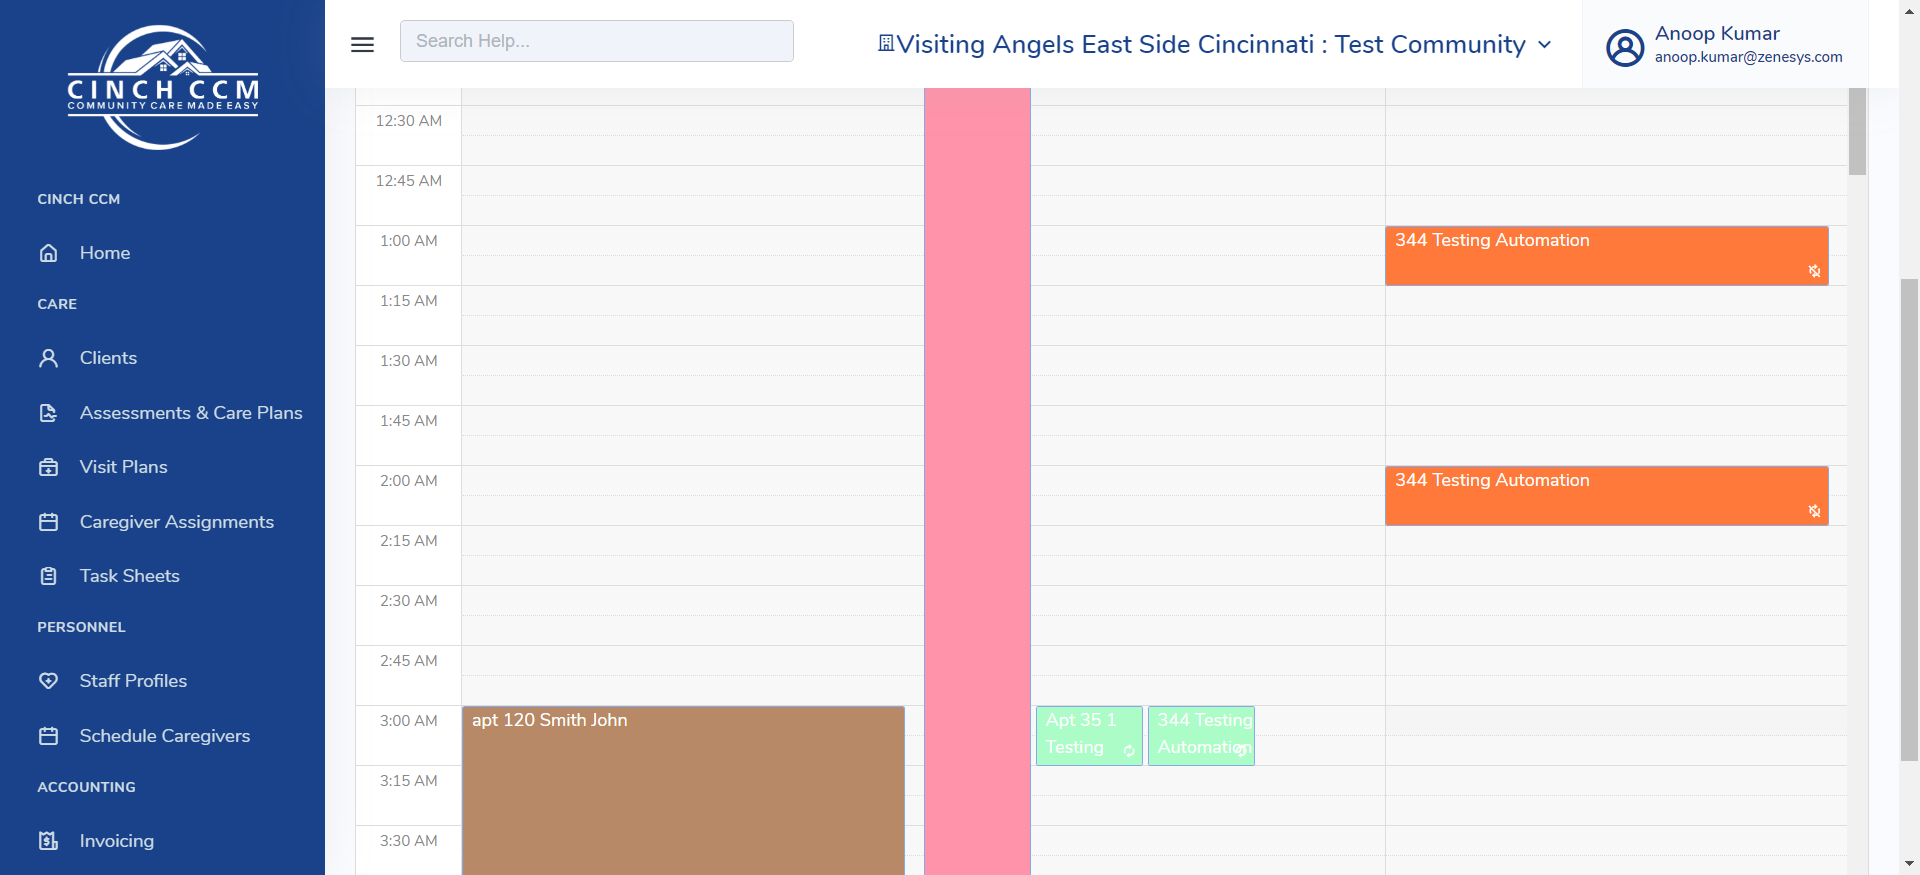 CINCH CCM
COMMUNITY CARE MADE EASY
CINCH CCM
Home
CARE
Clients
Assessments & Care Plans
Visit Plans
Caregiver Assignments
Task Sheets
PERSONNEL
Staff Profiles
Schedule Caregivers
ACCOUNTING
Invoicing
Search Help...
Visiting Angels East Side Cincinnati : Test Community
Anoop Kumar
anoop.kumar@zenesys.com
12:30 AM
12:45 AM
1:00 AM
344 Testing Automation
1:15 AM
1:30 AM
1:45 AM
2:00 AM
344 Testing Automation
2:15 AM
2:30 AM
2:45 AM
3:00 AM
apt 120 Smith John
Apt 35 1
Testing
344 Testing
Automation
3:15 AM
3:30 AM